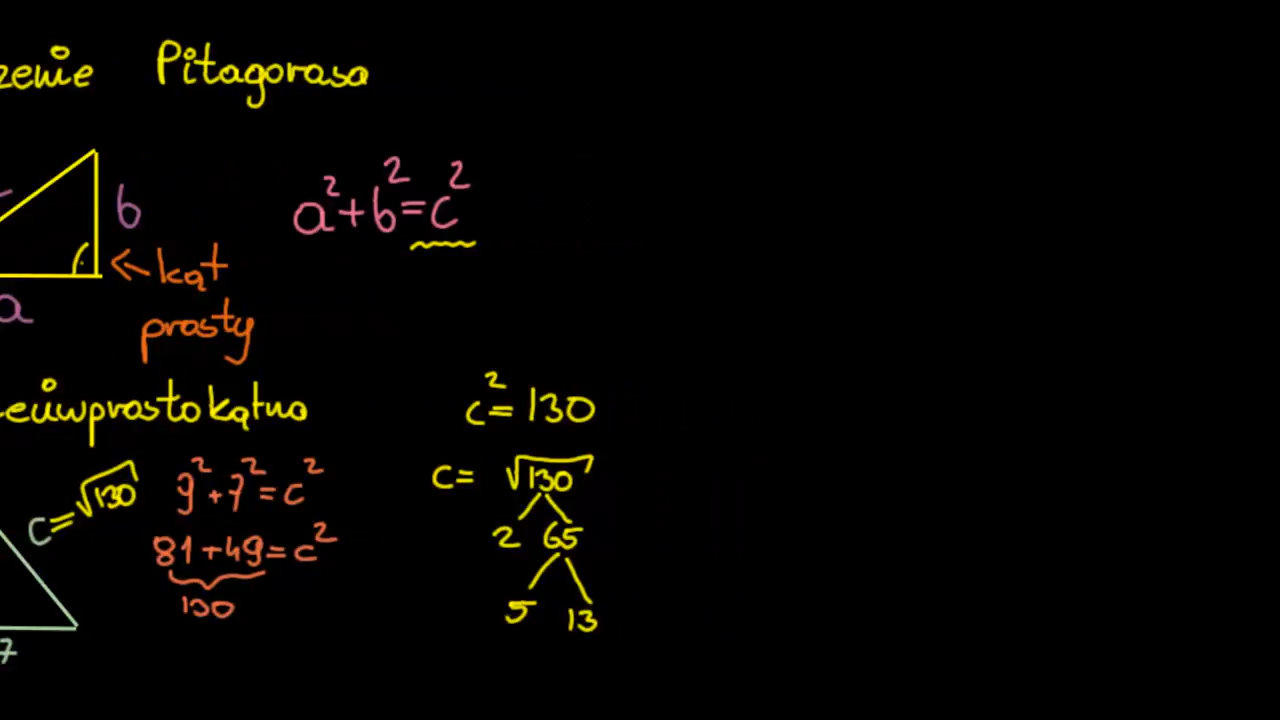 zenie Pitagorasa
b
a²+b²=c²
← kąt
a
prosty
c² = 130
c = √130
9²+7²=c²
C=√130
2 65
81+49=c²
130
5 13
7